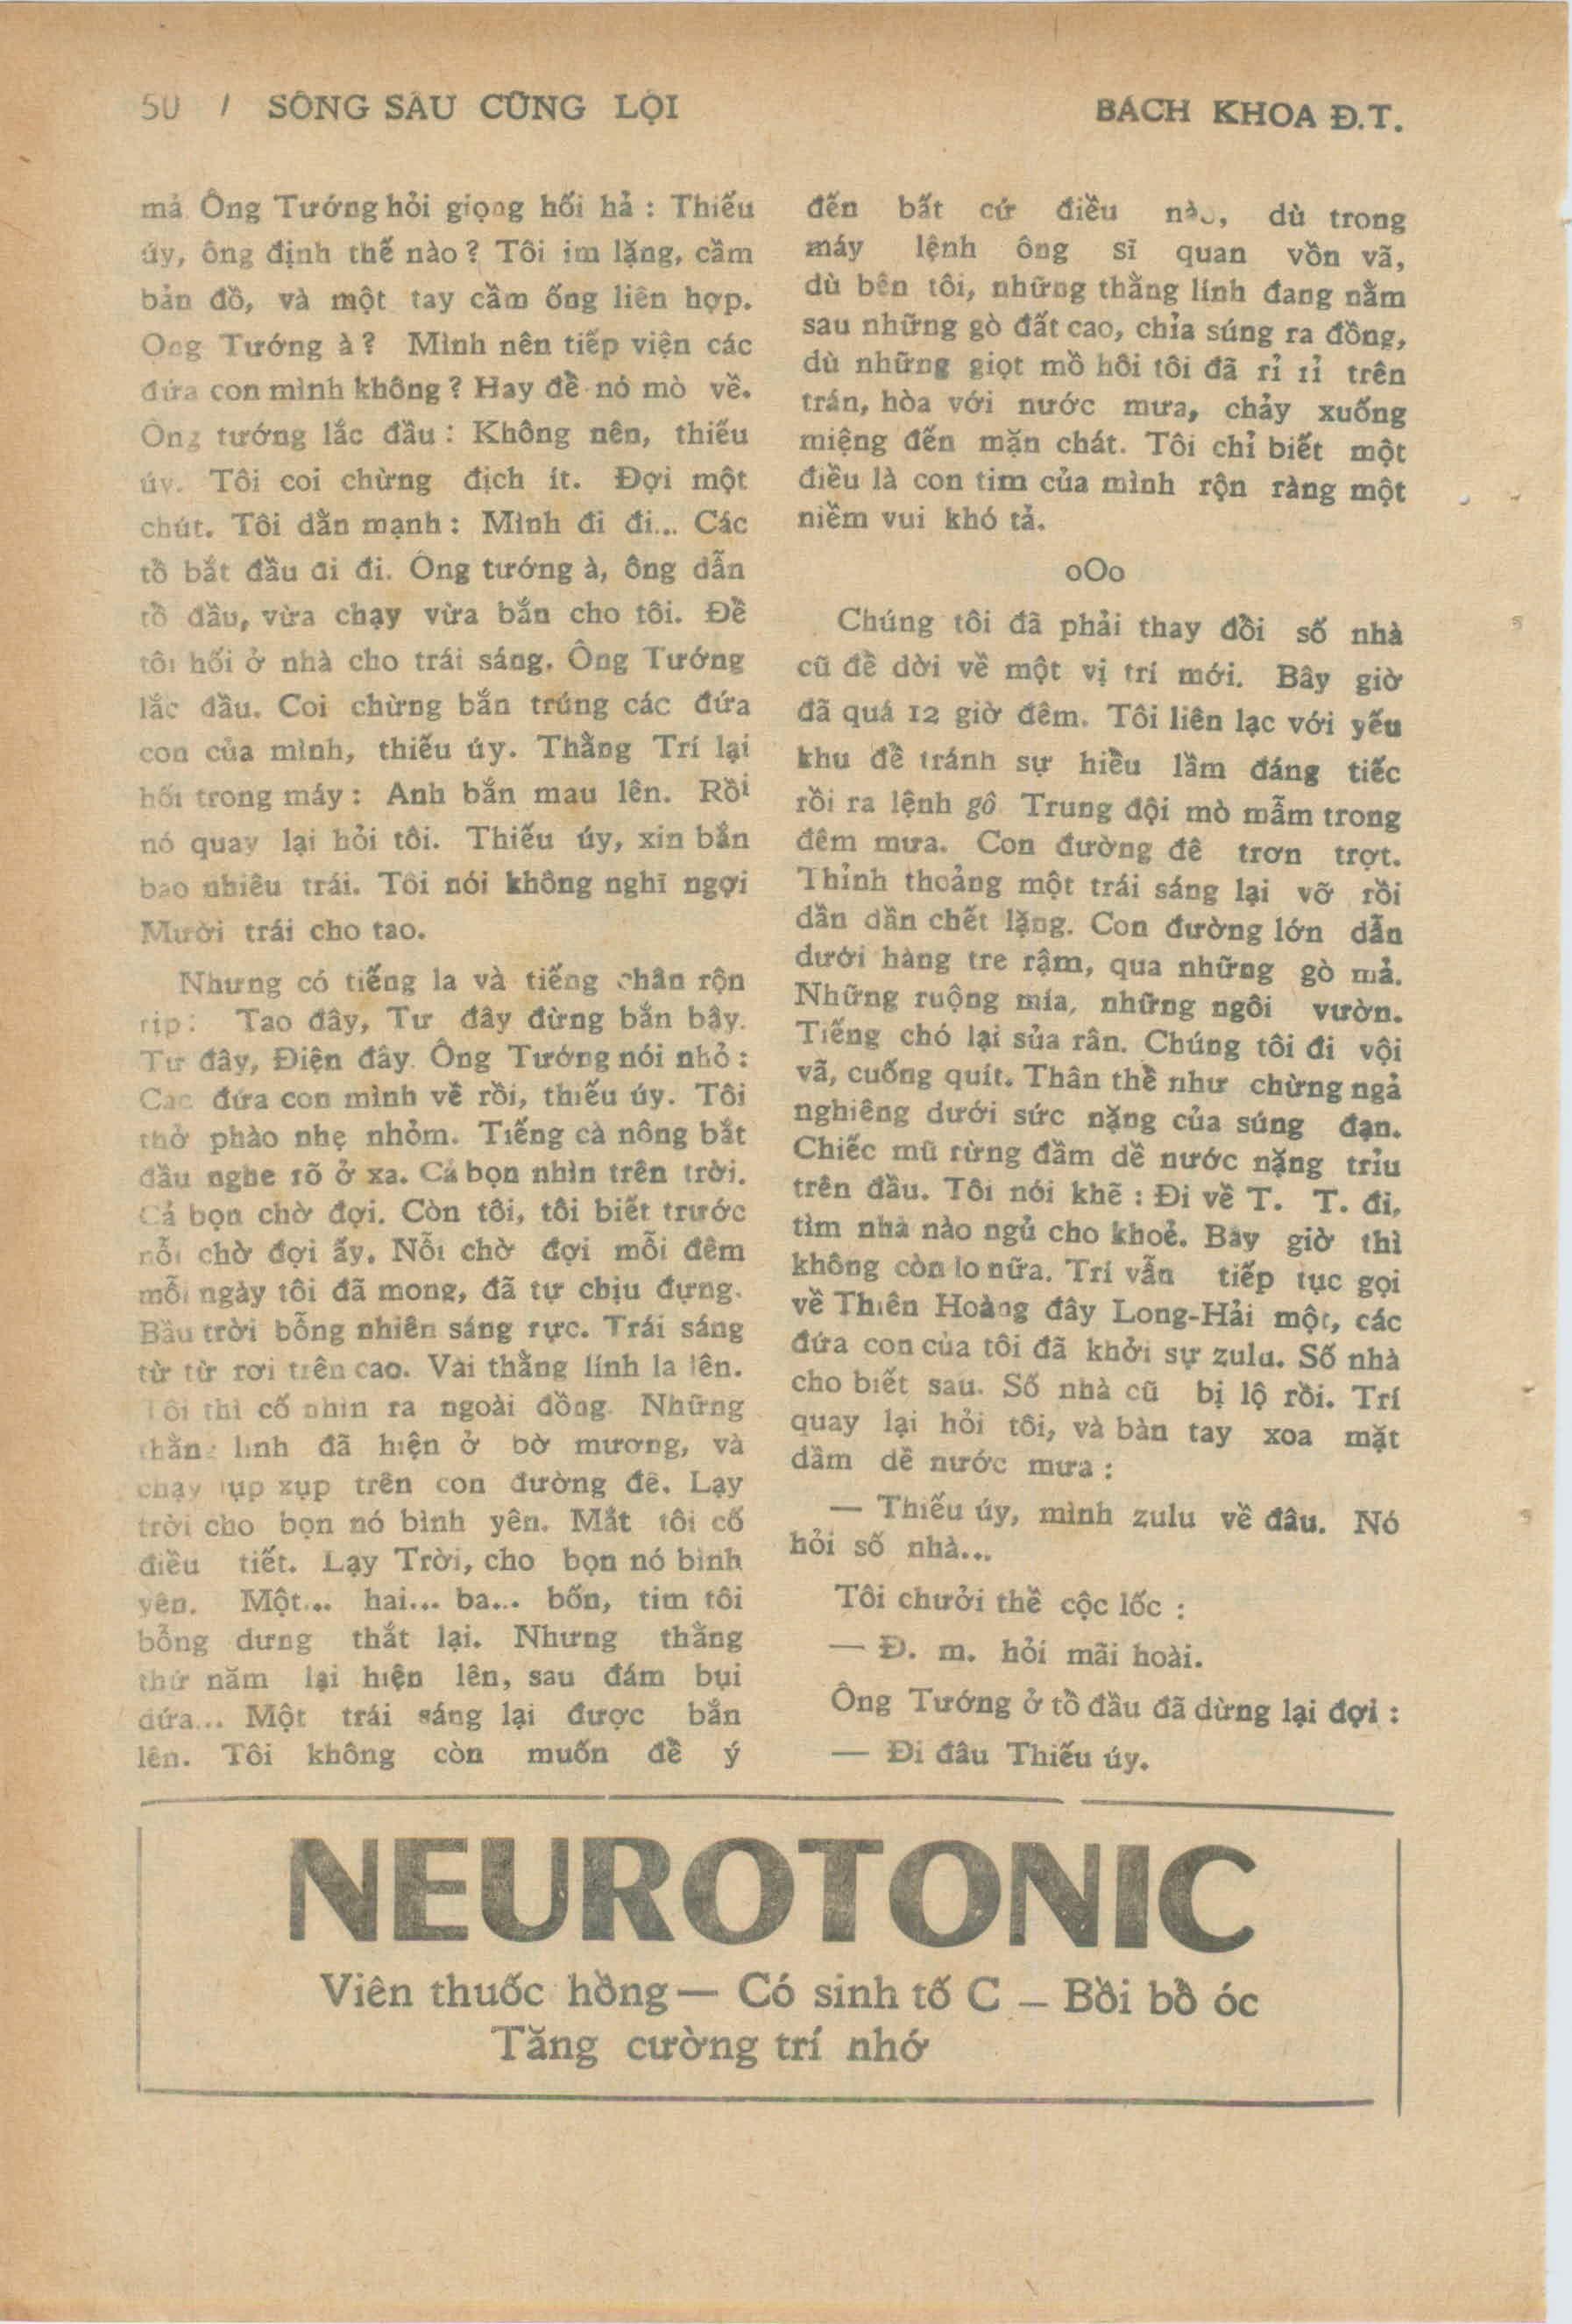 50 / SÔNG SÂU CŨNG LỘI
BÁCH KHOA Đ.T.
mả Ông Tướng hỏi giọng hối hả : Thiếu
úy, ông định thế nào ? Tôi im lặng, cầm
bản đồ, và một tay cầm ống liên hợp.
Ông Tướng à ? Mình nên tiếp viện các
đứa con mình không ? Hay để nó mò về.
Ông tướng lắc đầu : Không nên, thiếu
úy. Tôi coi chừng địch ít. Đợi một
chút. Tôi dằn mạnh : Mình đi đi... Các
tổ bắt đầu đi đi. Ông tướng à, ông dẫn
tổ đầu, vừa chạy vừa bắn cho tôi. Để
tôi hối ở nhà cho trái sáng. Ông Tướng
lắc đầu. Coi chừng bắn trúng các đứa
con của mình, thiếu úy. Thằng Trí lại
hối trong máy : Anh bắn mau lên. Rồi
nó quay lại hỏi tôi. Thiếu úy, xin bắn
bao nhiêu trái. Tôi nói không nghĩ ngợi
Mười trái cho tao.
Nhưng có tiếng la và tiếng chân rộn
rịp : Tao đây, Tư đây đừng bắn bậy.
Tư đây, Điện đây. Ông Tướng nói nhỏ :
Các đứa con mình về rồi, thiếu úy. Tôi
thở phào nhẹ nhỏm. Tiếng cà nông bắt
đầu nghe rõ ở xa. Cả bọn nhìn trên trời.
Cả bọn chờ đợi. Còn tôi, tôi biết trước
nỗi chờ đợi ấy. Nỗi chờ đợi mỗi đêm
mỗi ngày tôi đã mong, đã tự chịu đựng.
Bầu trời bỗng nhiên sáng rực. Trái sáng
từ từ rơi trên cao. Vài thằng lính la lên.
Tôi thì cố nhìn ra ngoài đồng. Những
thằng lính đã hiện ở bờ mương, và
chạy lụp xụp trên con đường đê. Lạy
trời cho bọn nó bình yên. Mắt tôi cố
điều tiết. Lạy Trời, cho bọn nó bình
yên. Một... hai... ba... bốn, tim tôi
bỗng dưng thắt lại. Nhưng thằng
thứ năm lại hiện lên, sau đám bụi
dứa... Một trái sáng lại được bắn
lên. Tôi không còn muốn để ý
đến bất cứ điều nào, dù trong
máy lệnh ông sĩ quan vồn vã,
dù bên tôi, những thằng lính đang nằm
sau những gò đất cao, chỉa súng ra đồng,
dù những giọt mồ hôi tôi đã rỉ rỉ trên
trán, hòa với nước mưa, chảy xuống
miệng đến mặn chát. Tôi chỉ biết một
điều là con tim của mình rộn ràng một
niềm vui khó tả.
oOo
Chúng tôi đã phải thay đổi số nhà
cũ để dời về một vị trí mới. Bây giờ
đã quá 12 giờ đêm. Tôi liên lạc với yếu
khu để tránh sự hiểu lầm đáng tiếc
rồi ra lệnh gô Trung đội mò mẫm trong
đêm mưa. Con đường đê trơn trợt.
Thỉnh thoảng một trái sáng lại vỡ rồi
dần dần chết lặng. Con đường lớn dẫn
dưới hàng tre rậm, qua những gò mả.
Những ruộng mía, những ngôi vườn.
Tiếng chó lại sủa rân. Chúng tôi đi vội
vã, cuống quít. Thân thể như chừng ngả
nghiêng dưới sức nặng của súng đạn.
Chiếc mũ rừng đầm dề nước nặng trỉu
trên đầu. Tôi nói khẽ : Đi về T. T. đi,
tìm nhà nào ngủ cho khoẻ. Bây giờ thì
không còn lo nữa. Trí vẫn tiếp tục gọi
về Thiên Hoàng đây Long-Hải một, các
đứa con của tôi đã khởi sự zulu. Số nhà
cho biết sau. Số nhà cũ bị lộ rồi. Trí
quay lại hỏi tôi, và bàn tay xoa mặt
dầm dề nước mưa :
— Thiếu úy, mình zulu về đâu. Nó
hỏi số nhà...
Tôi chưởi thề cộc lốc :
— Đ. m. hỏi mãi hoài.
Ông Tướng ở tổ đầu đã dừng lại đợi :
— Đi đâu Thiếu úy.
NEUROTONIC
Viên thuốc hồng — Có sinh tố C — Bồi bổ óc
Tăng cường trí nhớ